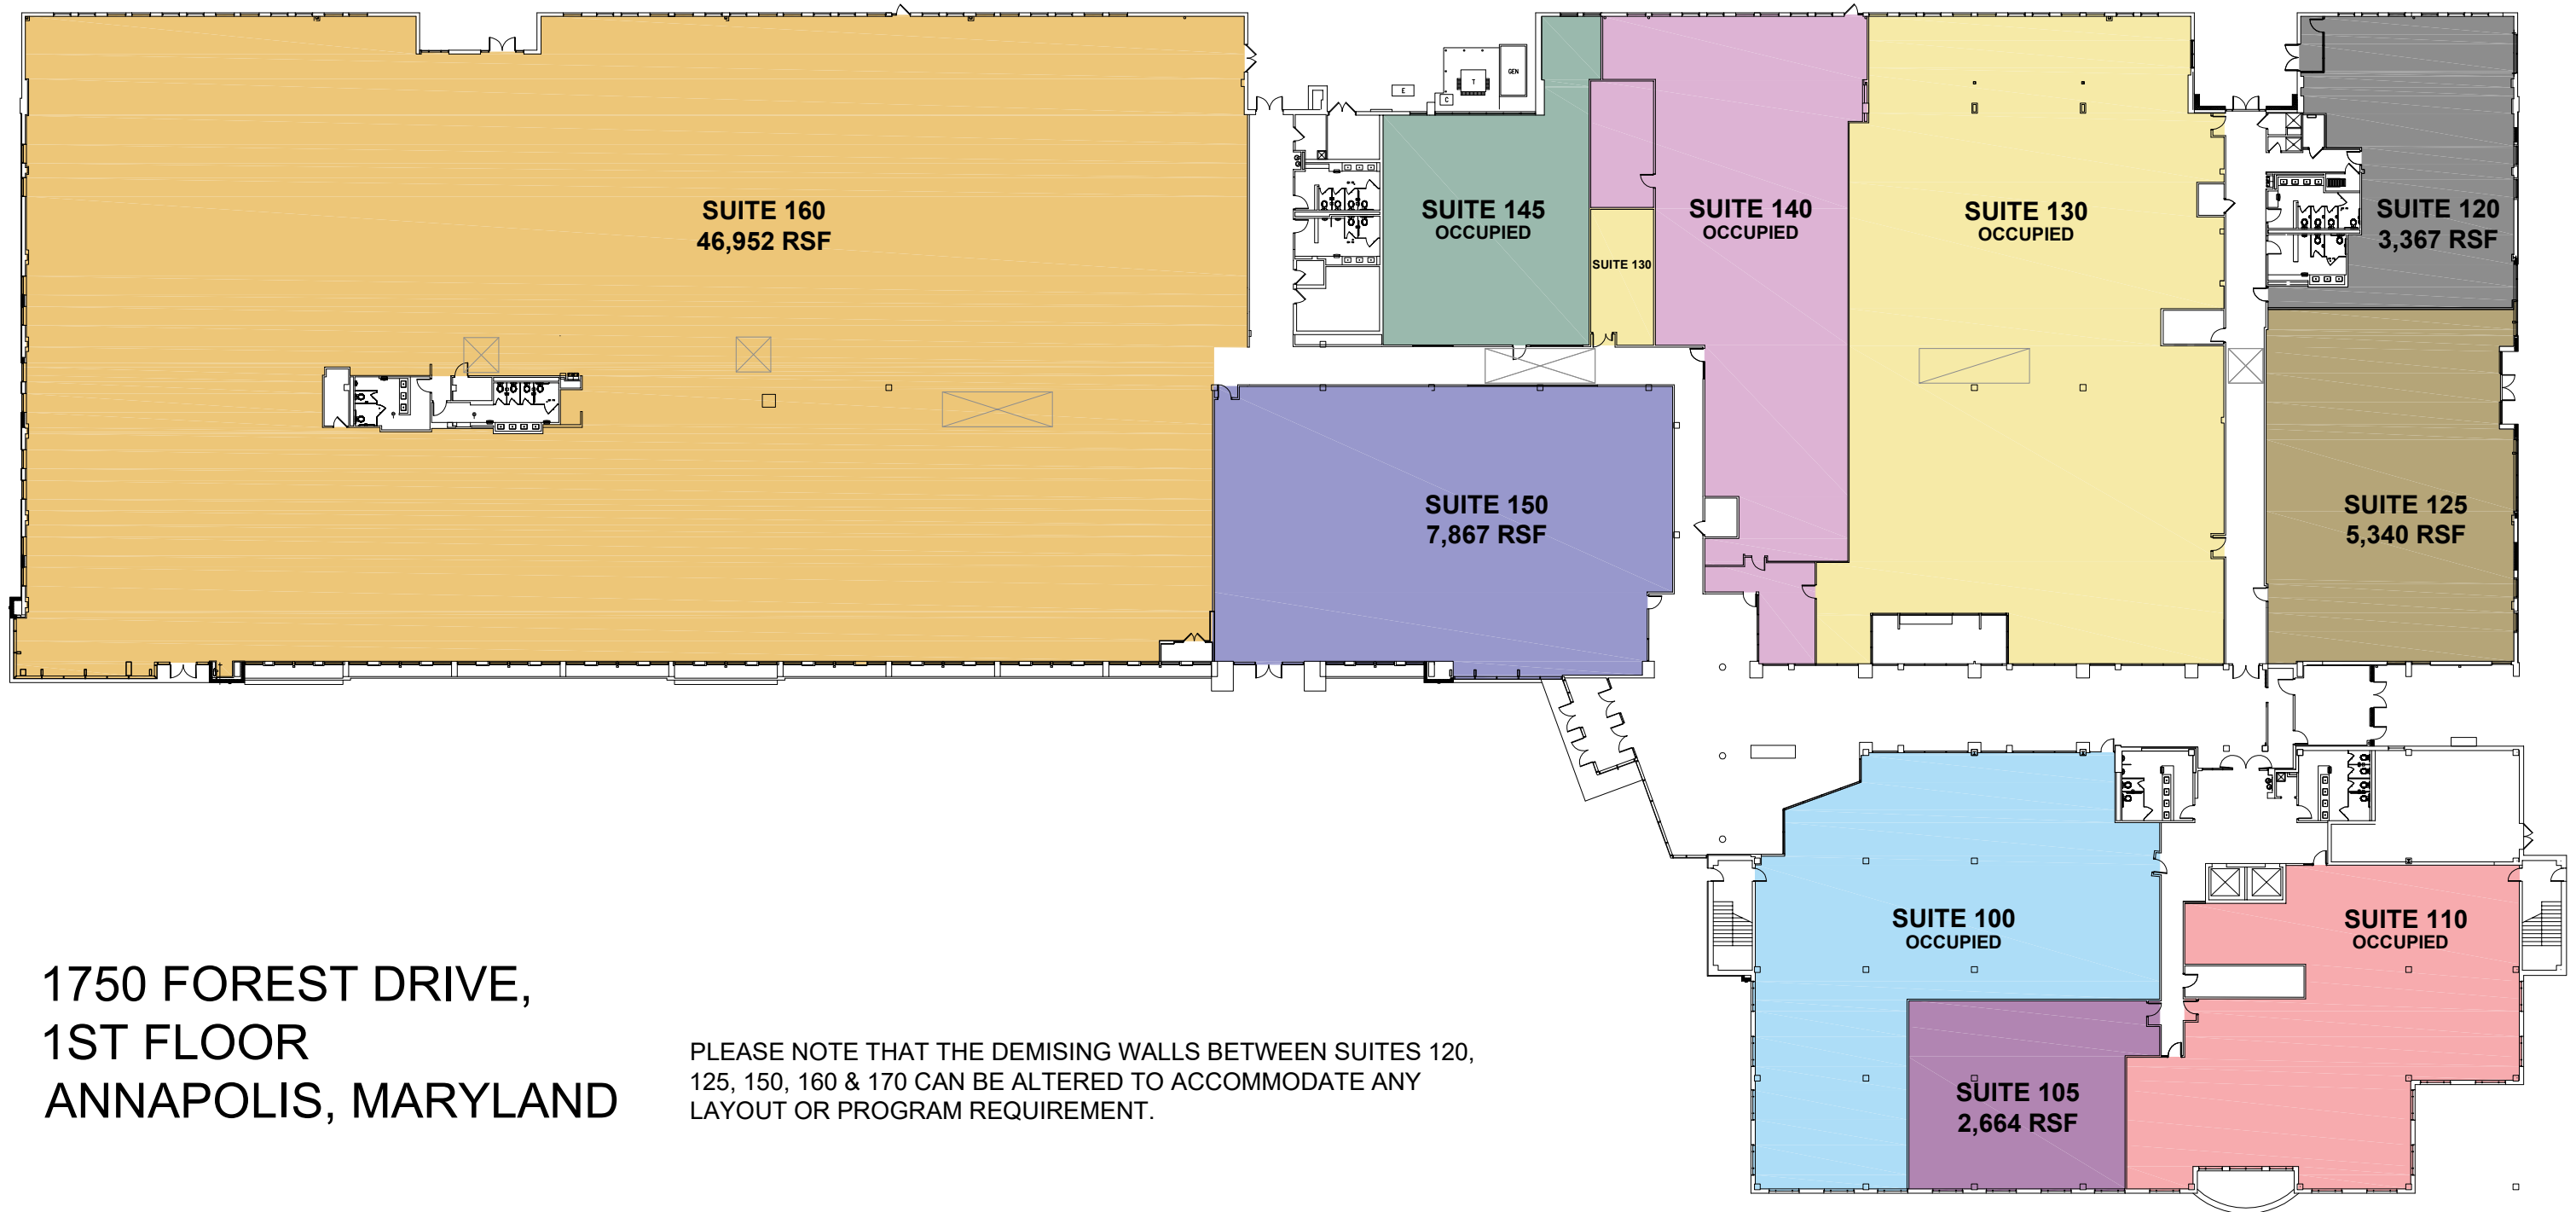 SUITE 160
46,952 RSF
E
C
T
GEN
SUITE 145
OCCUPIED
SUITE 140
OCCUPIED
SUITE 130
OCCUPIED
SUITE 130
SUITE 120
3,367 RSF
SUITE 150
7,867 RSF
SUITE 125
5,340 RSF
SUITE 100
OCCUPIED
SUITE 110
OCCUPIED
SUITE 105
2,664 RSF
1750 FOREST DRIVE,
1ST FLOOR
ANNAPOLIS, MARYLAND
PLEASE NOTE THAT THE DEMISING WALLS BETWEEN SUITES 120,
125, 150, 160 & 170 CAN BE ALTERED TO ACCOMMODATE ANY
LAYOUT OR PROGRAM REQUIREMENT.